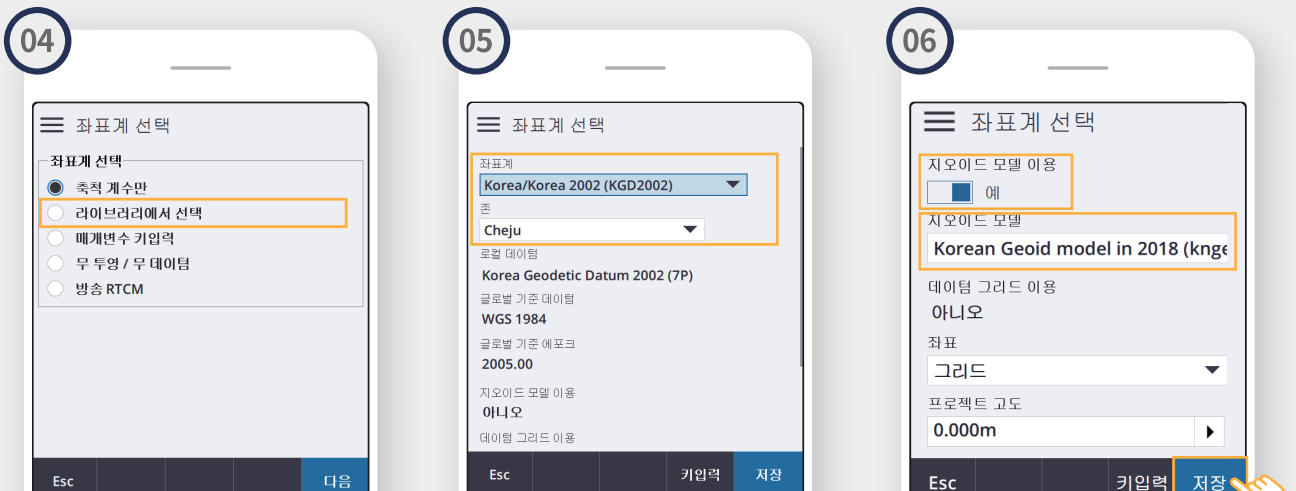 04
좌표계 선택
좌표계 선택
축척 계수만
라이브러리에서 선택
매개변수 키입력
무 투영 / 무 데이텀
방송 RTCM
Esc
다음
05
좌표계 선택
좌표계
Korea/Korea 2002 (KGD2002)
존
Cheju
로컬 데이텀
Korea Geodetic Datum 2002 (7P)
글로벌 기준 데이텀
WGS 1984
글로벌 기준 에포크
2005.00
지오이드 모델 이용
아니오
데이텀 그리드 이용
Esc
키입력
저장
06
좌표계 선택
지오이드 모델 이용
예
지오이드 모델
Korean Geoid model in 2018 (knge
데이텀 그리드 이용
아니오
좌표
그리드
프로젝트 고도
0.000m
Esc
키입력
저장